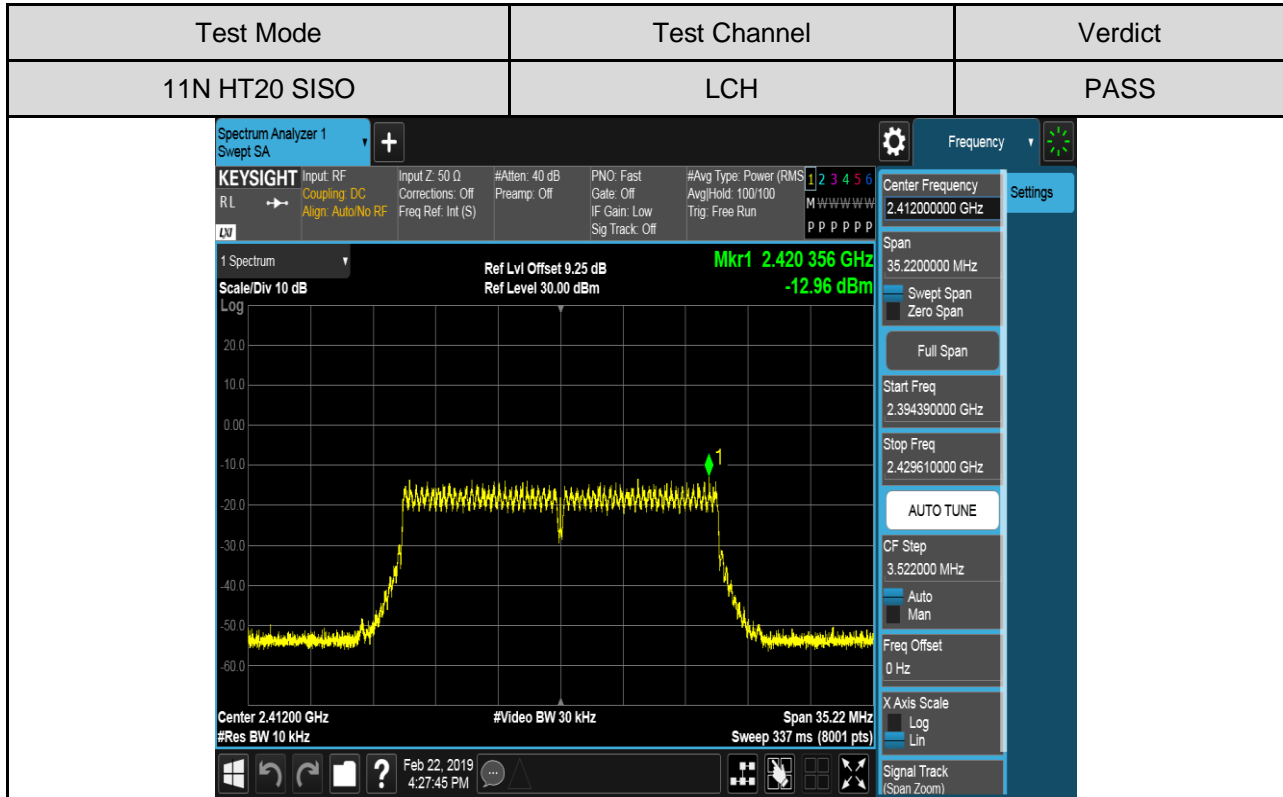 Test Mode Test Channel Verdict
11N HT20 SISO LCH PASS
Spectrum Analyzer 1
Swept SA
+
Frequency
KEYSIGHT Input: RF Input Z: 50 Ω #Atten: 40 dB PNO: Fast #Avg Type: Power (RMS 1 2 3 4 5 6
RL Coupling: DC Corrections: Off Preamp: Off Gate: Off Avg|Hold: 100/100 M W W W W W
Align: Auto/No RF Freq Ref: Int (S) IF Gain: Low Trig: Free Run
LXI Sig Track: Off P P P P P P
1 Spectrum
Scale/Div 10 dB
Ref Lvl Offset 9.25 dB
Ref Level 30.00 dBm
Mkr1 2.420 356 GHz
-12.96 dBm
Log
20.0
10.0
0.00
-10.0
-20.0
-30.0
-40.0
-50.0
-60.0
1
Center 2.41200 GHz #Video BW 30 kHz Span 35.22 MHz
#Res BW 10 kHz Sweep 337 ms (8001 pts)
?
Feb 22, 2019
4:27:45 PM
Center Frequency
2.412000000 GHz
Settings
Span
35.2200000 MHz
Swept Span
Zero Span
Full Span
Start Freq
2.394390000 GHz
Stop Freq
2.429610000 GHz
AUTO TUNE
CF Step
3.522000 MHz
Auto
Man
Freq Offset
0 Hz
X Axis Scale
Log
Lin
Signal Track
(Span Zoom)